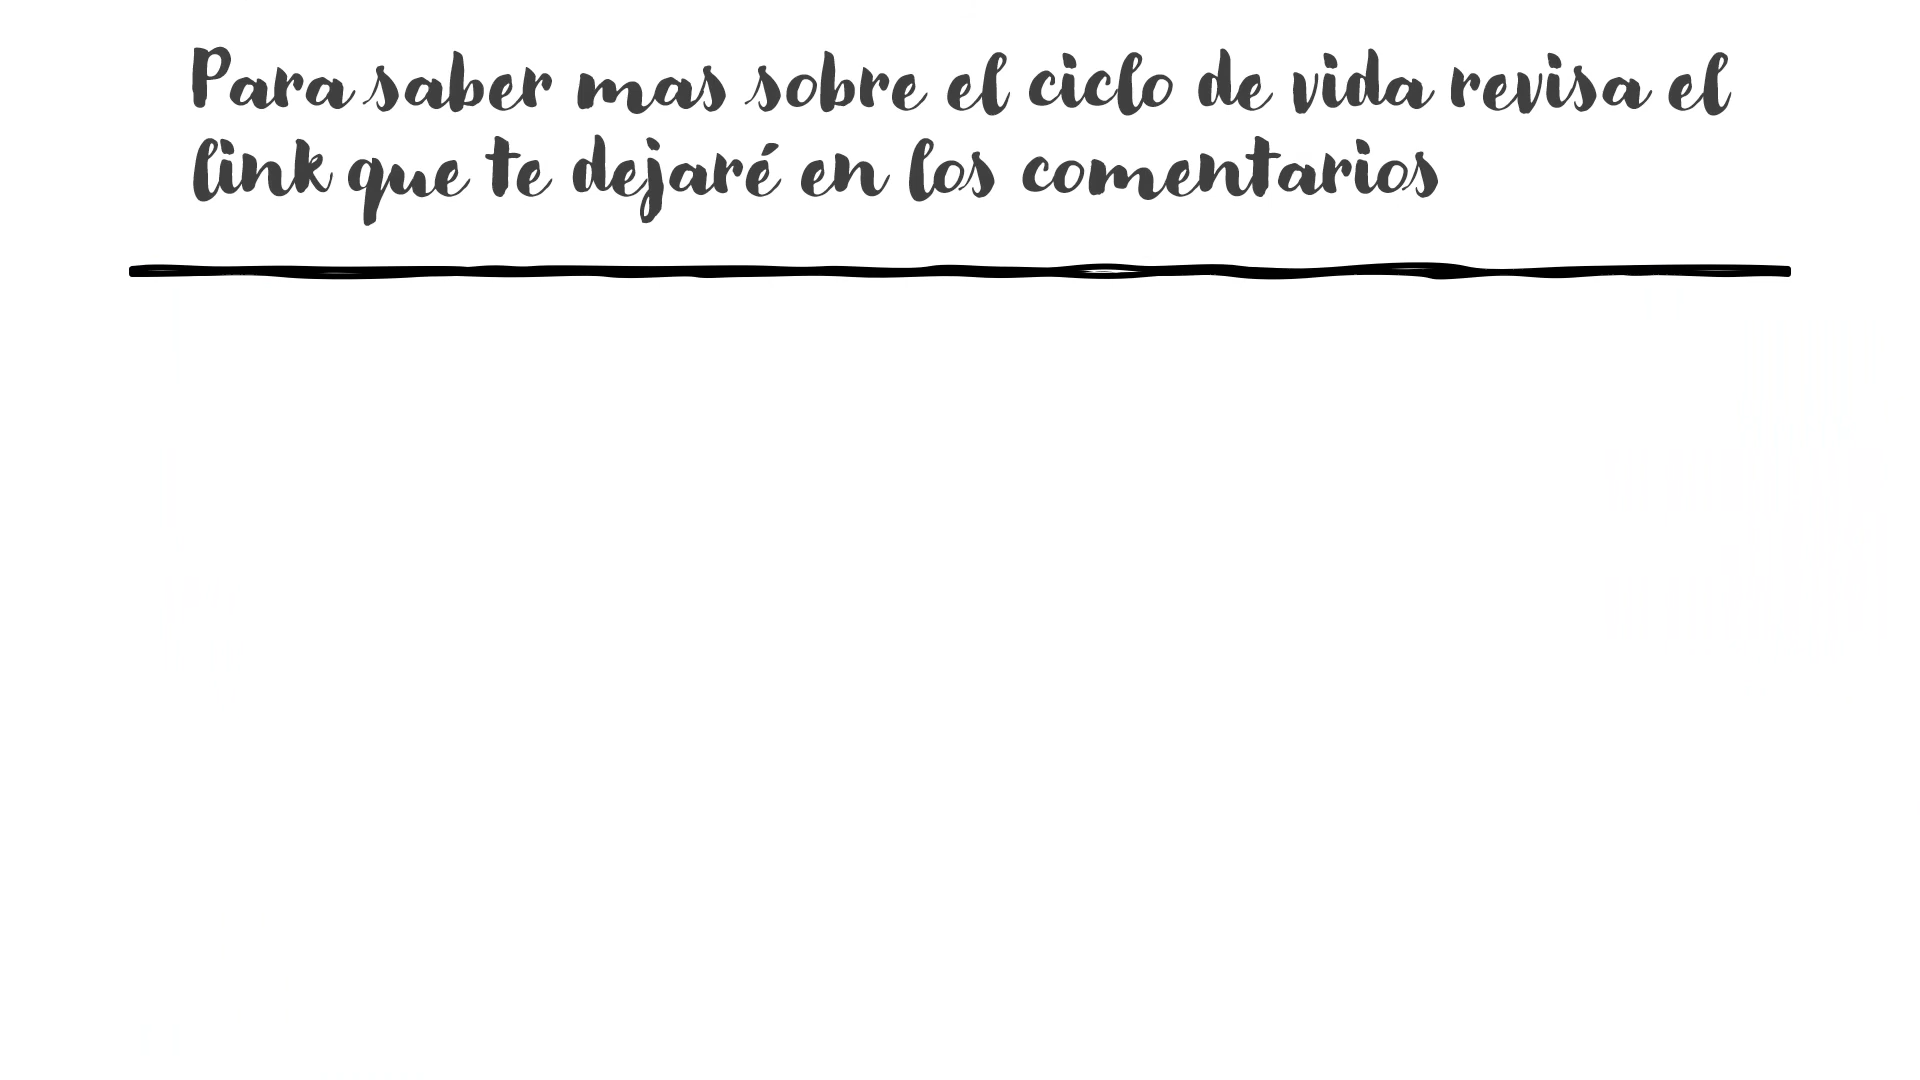 Para saber mas sobre el ciclo de vida revisa el
link que te dejaré en los comentarios